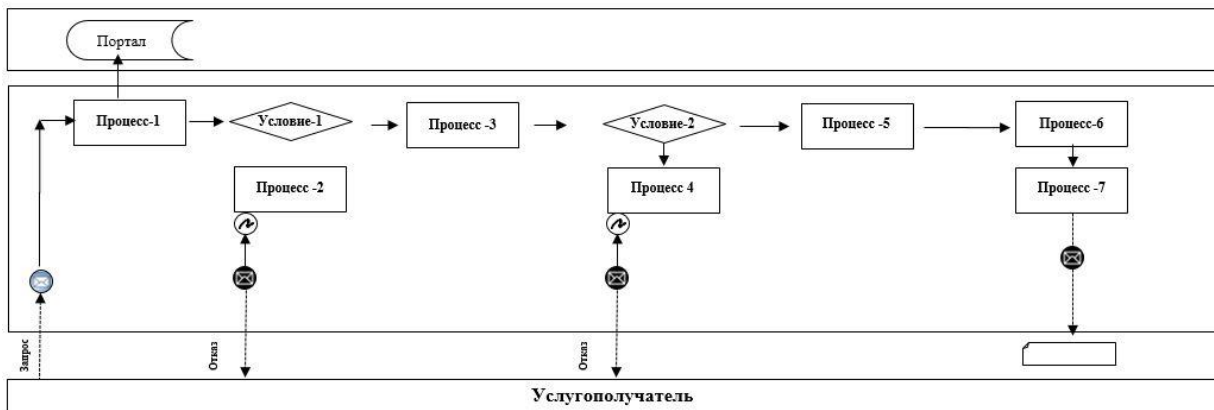 Портал
Процесс-1
Условие-1
Процесс -3
Условие-2
Процесс -5
Процесс-6
Процесс -2
Процесс 4
Процесс -7
Запрос
Отказ
Отказ
Услугополучатель